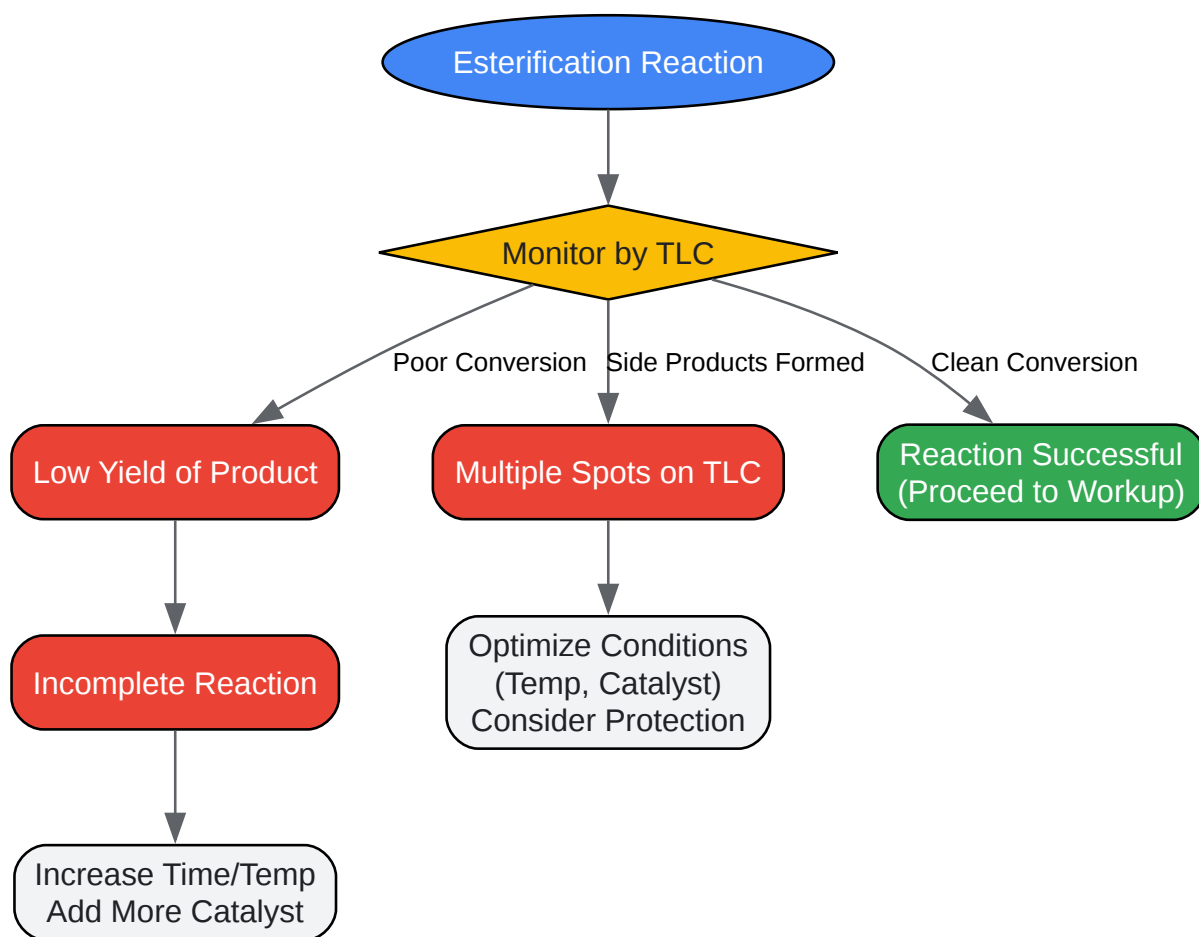 Esterification Reaction
Monitor by TLC
Poor Conversion
Side Products Formed
Clean Conversion
Low Yield of Product
Multiple Spots on TLC
Reaction Successful
(Proceed to Workup)
Incomplete Reaction
Optimize Conditions
(Temp, Catalyst)
Consider Protection
Increase Time/Temp
Add More Catalyst